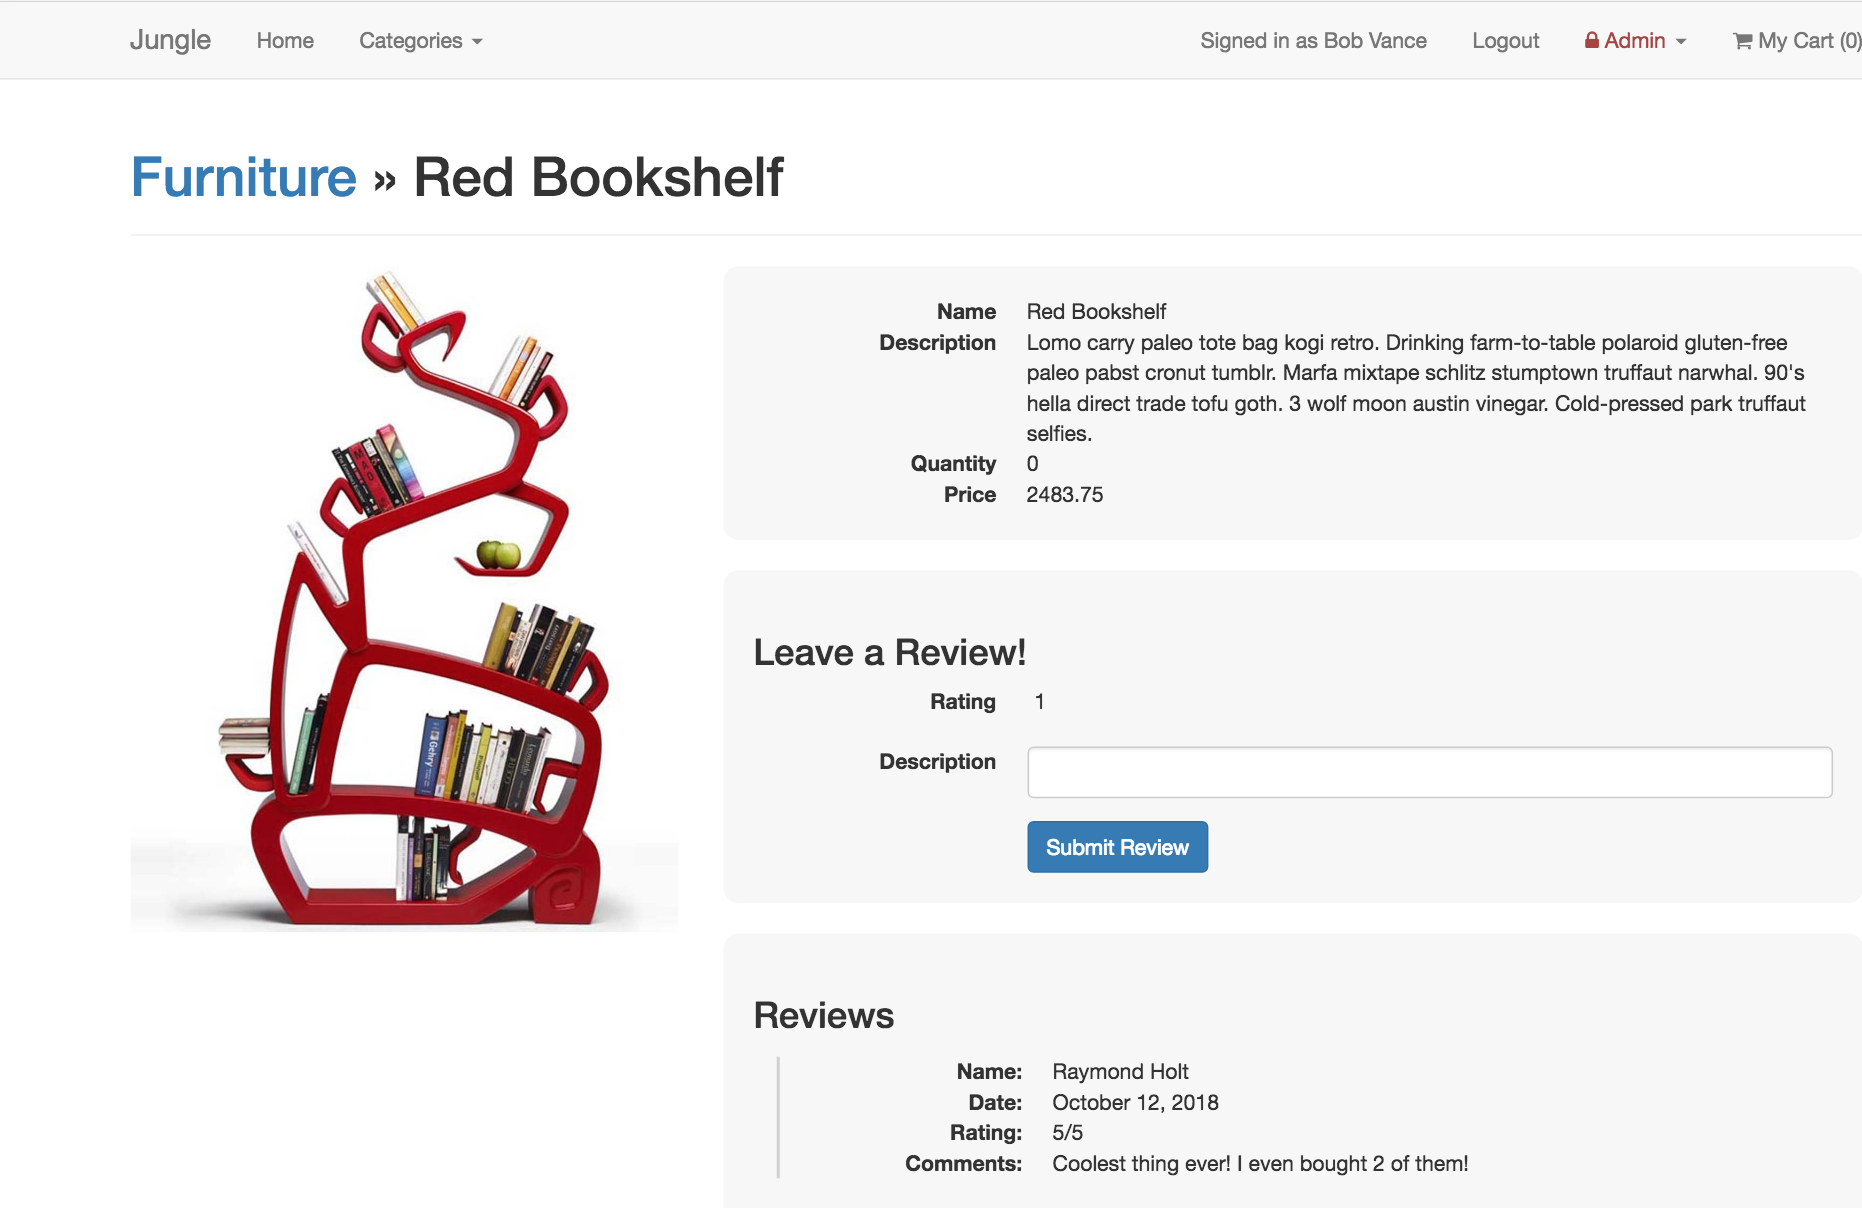 Jungle Home Categories Signed in as Bob Vance Logout Admin My Cart (0)
Furniture » Red Bookshelf
MAD
Gehry
Name Red Bookshelf
Description Lomo carry paleo tote bag kogi retro. Drinking farm-to-table polaroid gluten-free
paleo pabst cronut tumblr. Marfa mixtape schlitz stumptown truffaut narwhal. 90's
hella direct trade tofu goth. 3 wolf moon austin vinegar. Cold-pressed park truffaut
selfies.
Quantity 0
Price 2483.75
Leave a Review!
Rating 1
Description
Submit Review
Reviews
Name: Raymond Holt
Date: October 12, 2018
Rating: 5/5
Comments: Coolest thing ever! I even bought 2 of them!